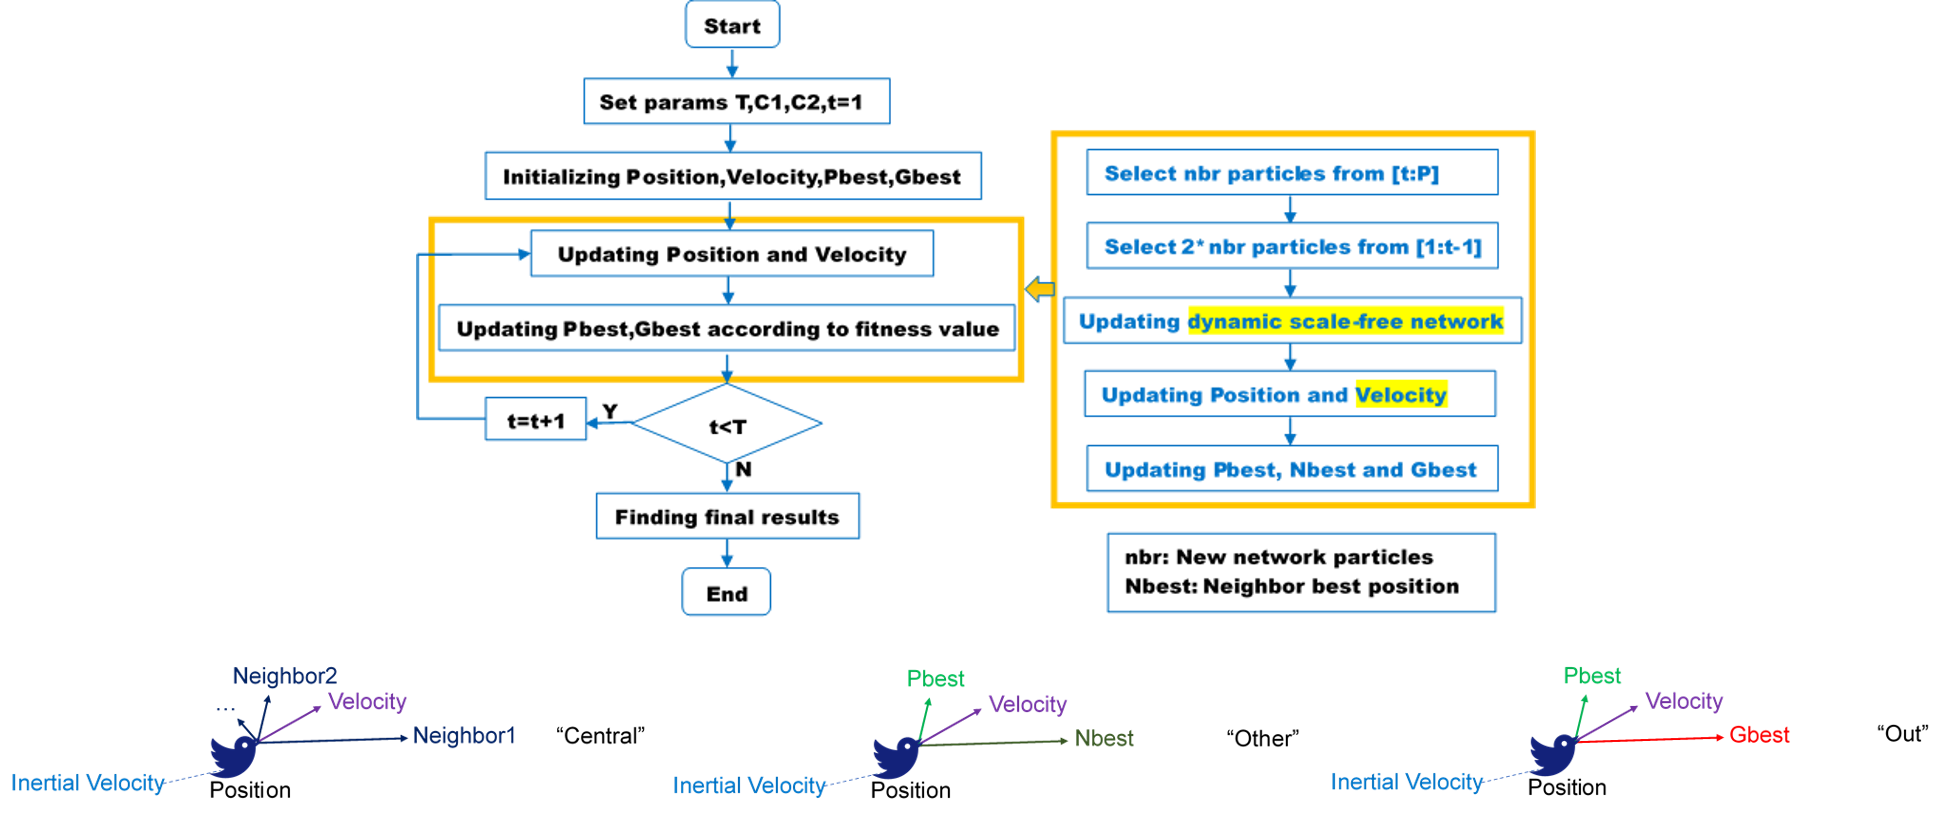 Start
Set params T,C1,C2,t=1
Initializing Position,Velocity,Pbest,Gbest
Updating Position and Velocity
Updating Pbest,Gbest according to fitness value
t<T
Y
t=t+1
N
Finding final results
End
Select nbr particles from [t:P]
Select 2* nbr particles from [1:t-1]
Updating dynamic scale-free network
Updating Position and Velocity
Updating Pbest, Nbest and Gbest
nbr: New network particles
Nbest: Neighbor best position
Neighbor2
...
Velocity
Neighbor1
“Central”
Inertial Velocity
Position
Pbest
Velocity
Nbest
“Other”
Inertial Velocity
Position
Pbest
Velocity
Gbest
“Out”
Inertial Velocity
Position